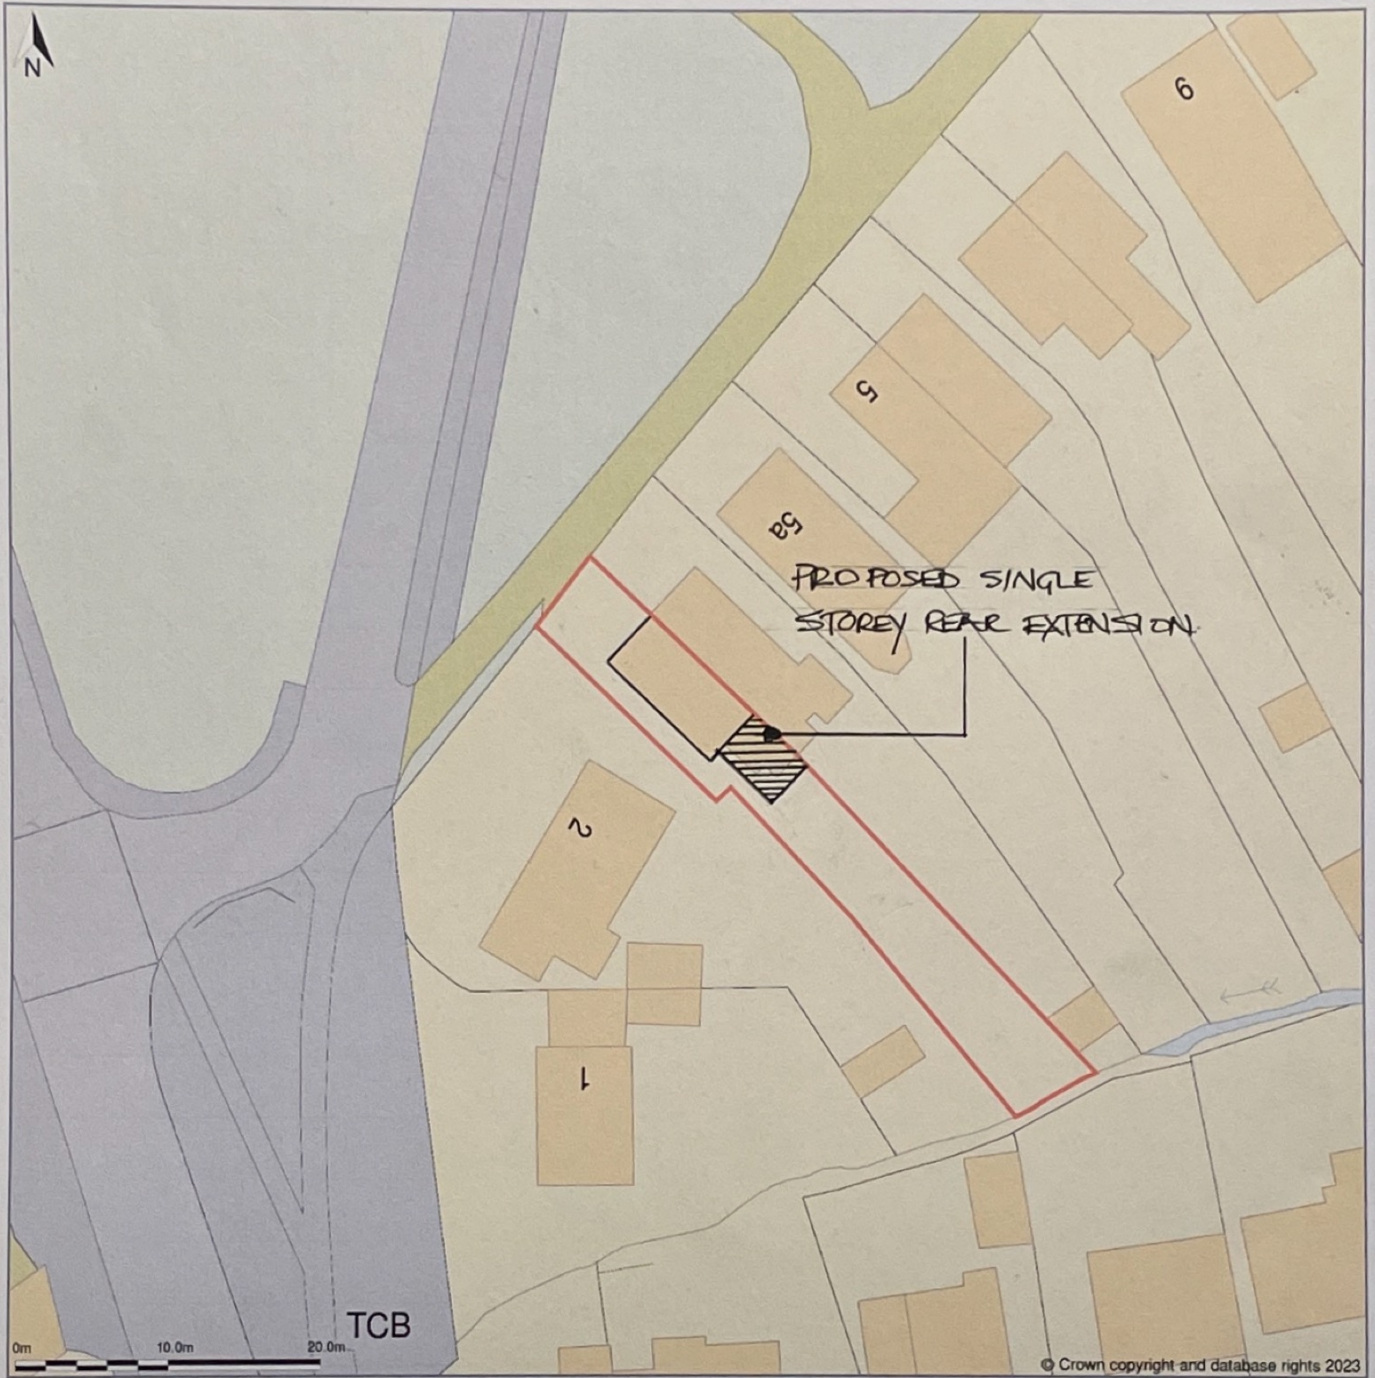 N
9
5
5a
PROPOSED SINGLE
STOREY REAR EXTENSION
2
1
TCB
0m 10.0m 20.0m
© Crown copyright and database rights 2023